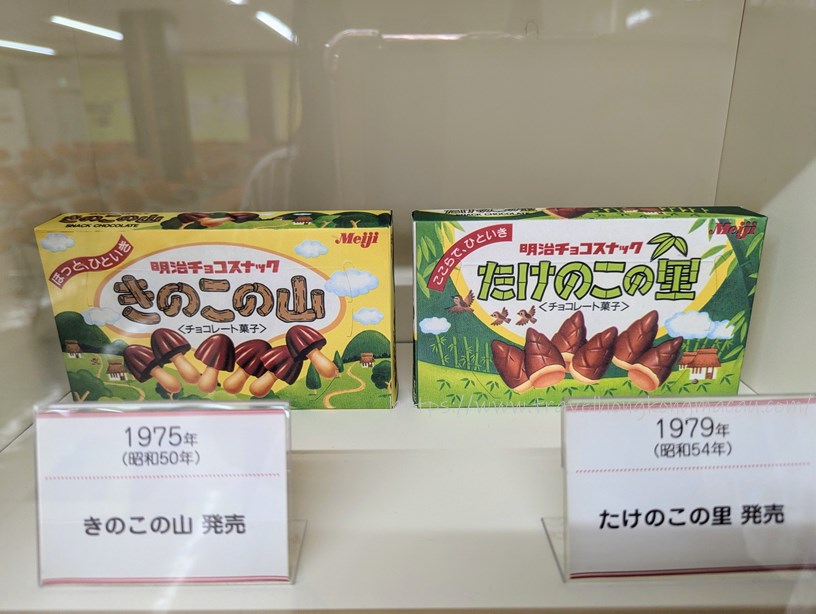 SNACK CHOCOLATE
ほっと、ひといき
Meiji
明治チョコスナック
きのこの山
<チョコレート菓子>
ここらで、ひといき
Meiji
明治チョコスナック
たけのこの里
<チョコレート菓子>
1975年
(昭和50年)
きのこの山 発売
1979年
(昭和54年)
たけのこの里 発売